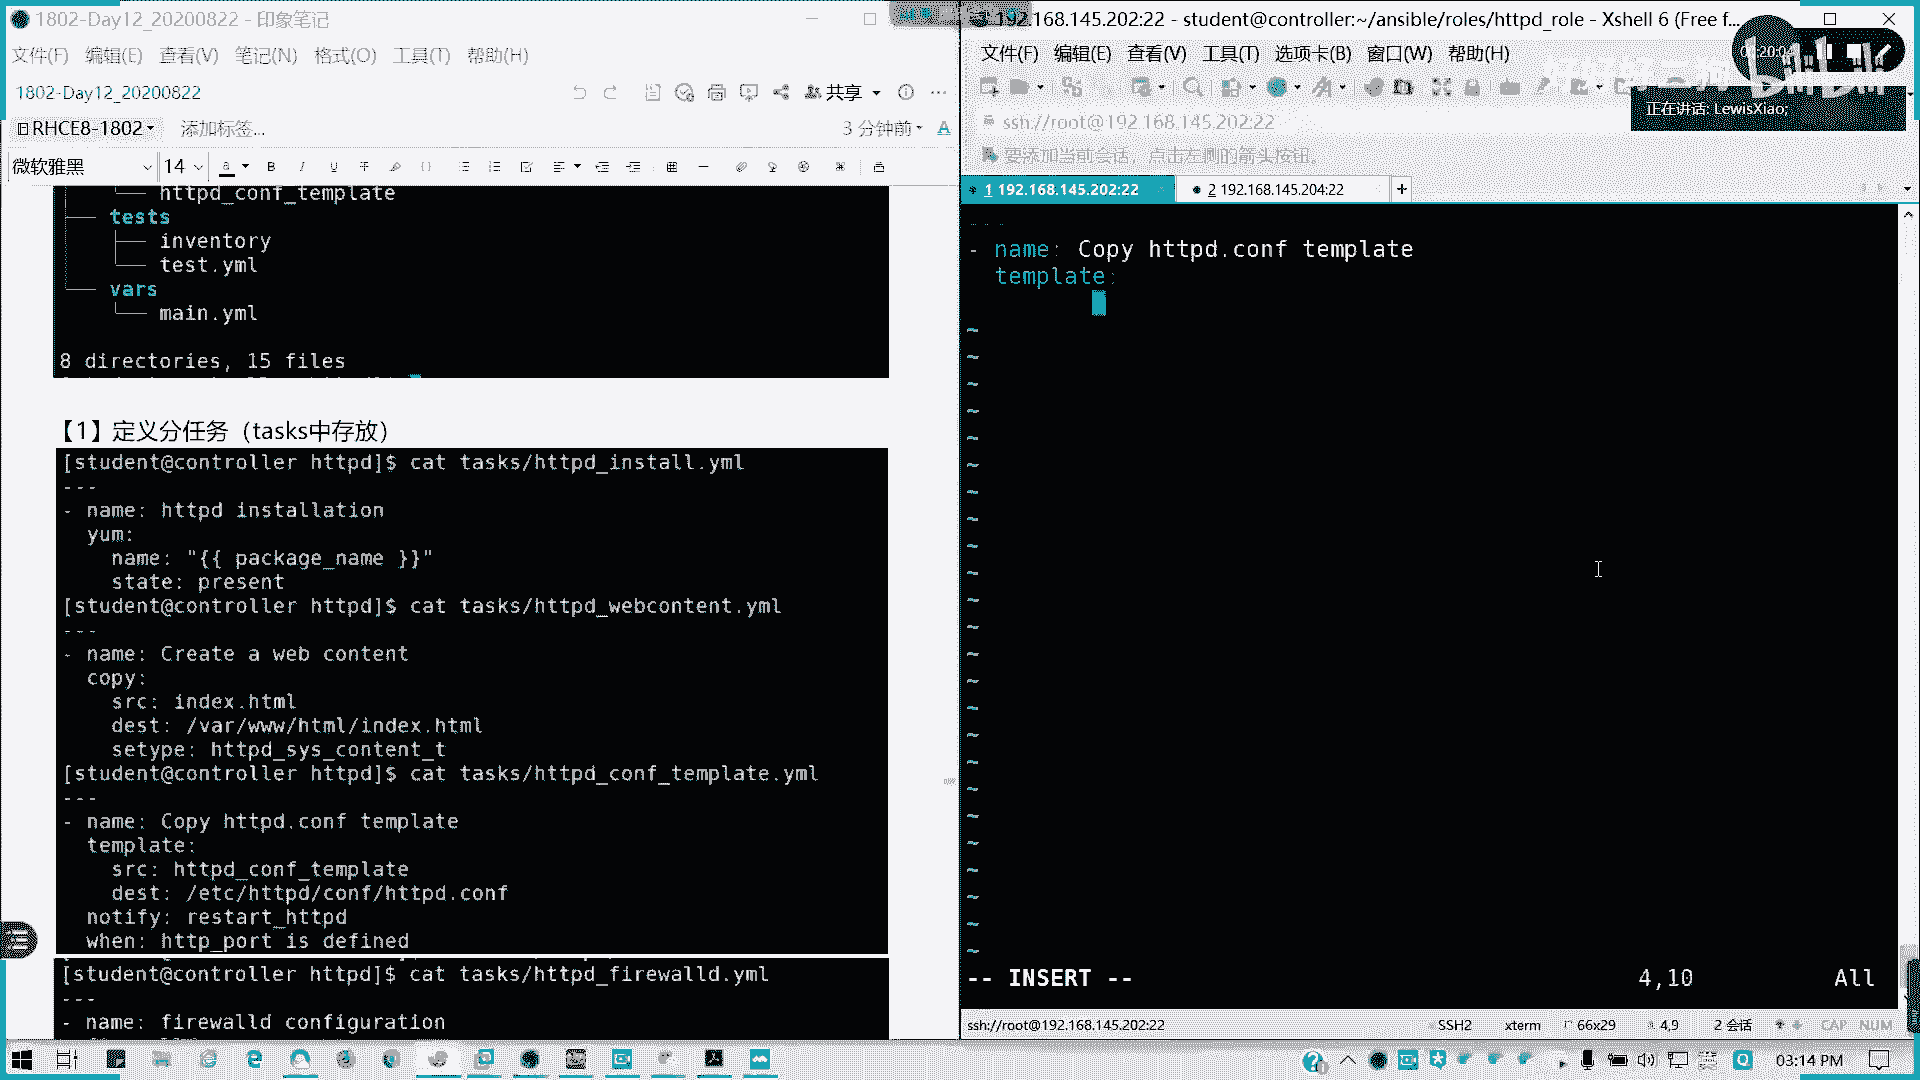 1802-Day12_20200822 - 印象笔记
文件(F) 编辑(E) 查看(V) 笔记(N) 格式(O) 工具(T) 帮助(H)
1802-Day12_20200822
共享
RHCE8-1802
添加标签...
3 分钟前
微软雅黑
14
httpd_conf_template
tests
inventory
test.yml
vars
main.yml
8 directories, 15 files
【1】定义分任务（tasks中存放）
[student@controller httpd]$ cat tasks/httpd_install.yml
---
- name: httpd installation
yum:
name: "{{ package_name }}"
state: present
[student@controller httpd]$ cat tasks/httpd_webcontent.yml
---
- name: Create a web content
copy:
src: index.html
dest: /var/www/html/index.html
setype: httpd_sys_content_t
[student@controller httpd]$ cat tasks/httpd_conf_template.yml
---
- name: Copy httpd.conf template
template:
src: httpd_conf_template
dest: /etc/httpd/conf/httpd.conf
notify: restart_httpd
when: http_port is defined
[student@controller httpd]$ cat tasks/httpd_firewalld.yml
---
- name: firewalld configuration
192.168.145.202:22 - student@controller:~/ansible/roles/httpd_role - Xshell 6 (Free f...
文件(F) 编辑(E) 查看(V) 工具(T) 选项卡(B) 窗口(W) 帮助(H)
bilibili
正在讲话: LewisXiao;
ssh://root@192.168.145.202:22
要添加当前会话，点击左侧的箭头按钮。
1 192.168.145.202:22
2 192.168.145.204:22
---
- name: Copy httpd.conf template
template:
-- INSERT --
4,10
All
ssh://root@192.168.145.202:22
SSH2
xterm
66x29
4,9
2 会话
CAP
NUM
03:14 PM